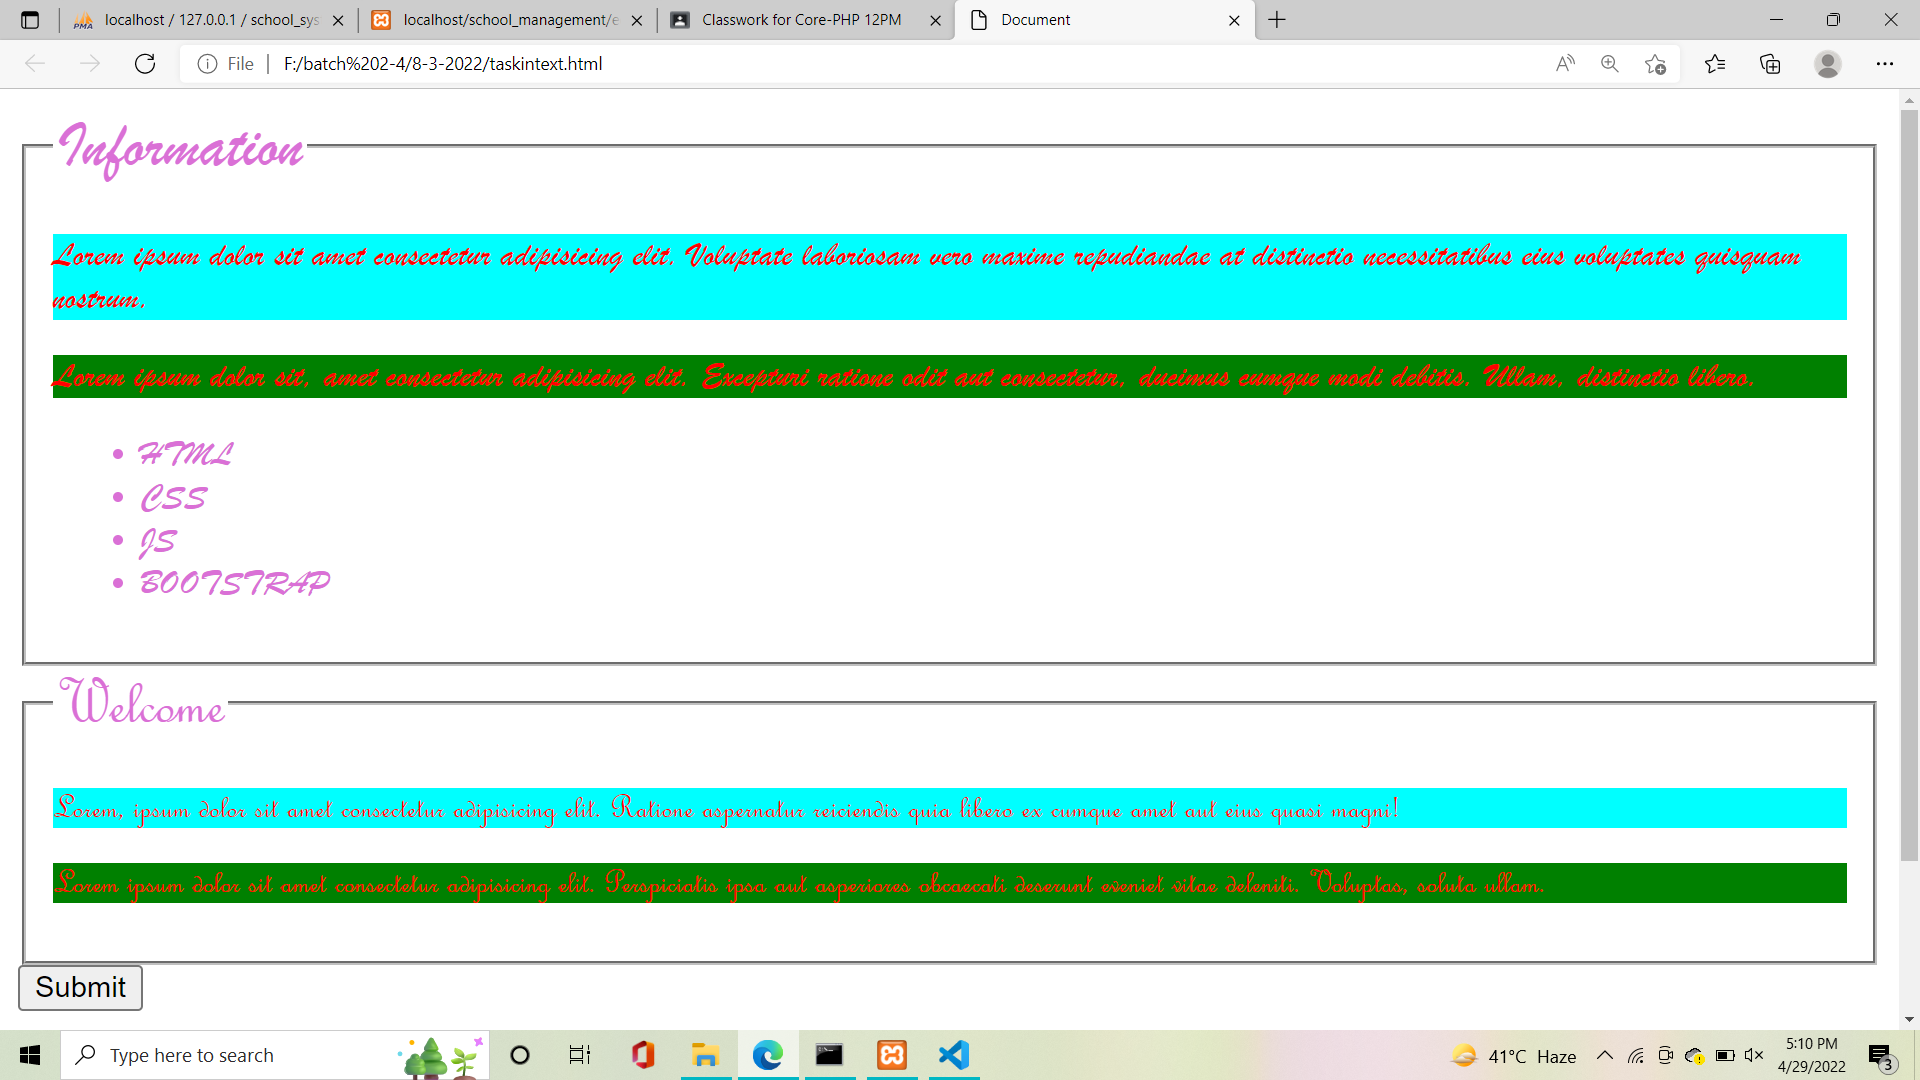 localhost / 127.0.0.1 / school_sys
localhost/school_management/e
Classwork for Core-PHP 12PM
Document
File
F:/batch%202-4/8-3-2022/taskintext.html
Information
Lorem ipsum dolor sit amet consectetur adipisicing elit. Voluptate laboriosam vero maxime repudiandae at distinctio necessitatibus eius voluptates quisquam
nostrum.
Lorem ipsum dolor sit, amet consectetur adipisicing elit. Excepturi ratione odit aut consectetur, ducimus cumque modi debitis. Ullam, distinctio libero.
HTML
CSS
JS
BOOTSTRAP
Welcome
Lorem, ipsum dolor sit amet consectetur adipisicing elit. Ratione aspernatur reiciendis quia libero ex cumque amet aut eius quasi magni!
Lorem ipsum dolor sit amet consectetur adipisicing elit. Perspiciatis ipsa aut asperiores obcaecati deserunt eveniet vitae deleniti. Voluptas, soluta ullam.
Submit
Type here to search
41°C Haze
5:10 PM
4/29/2022
3